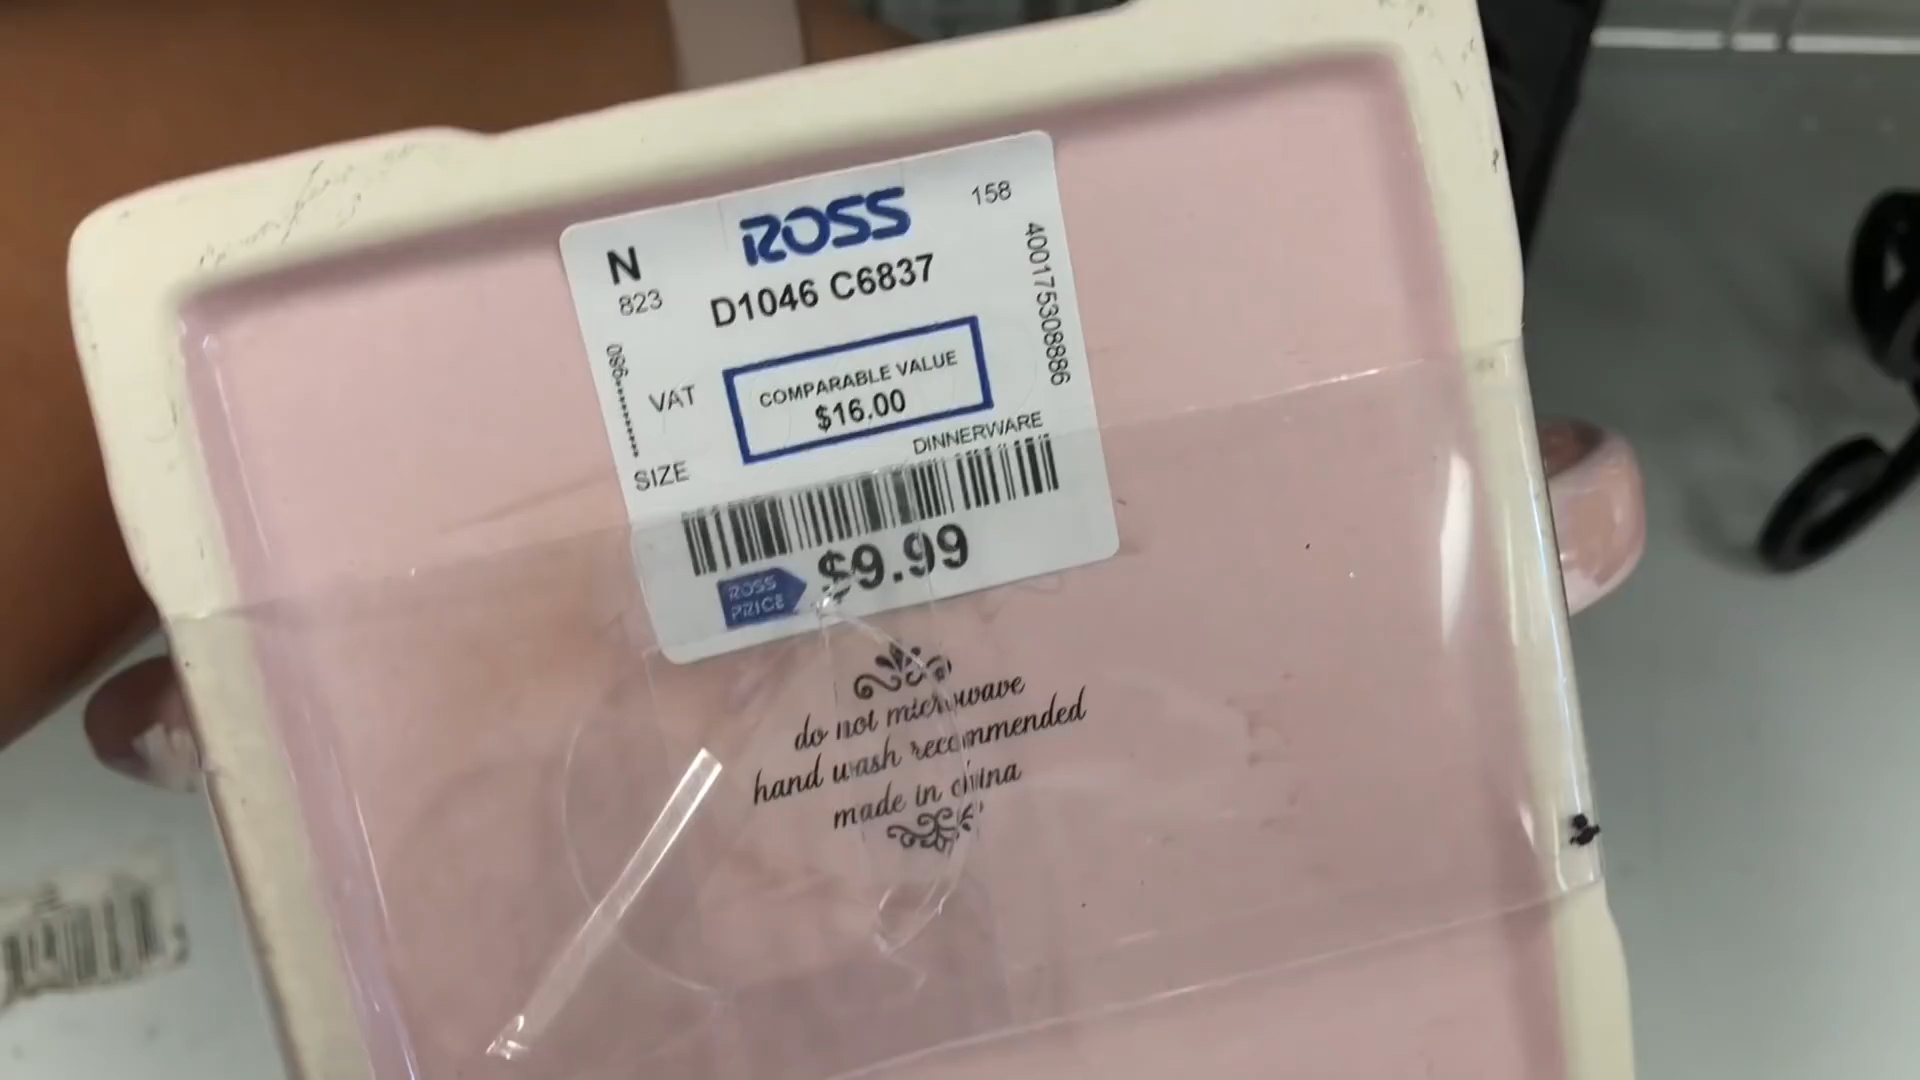 ROSS
158
N
823
D1046 C6837
400175308886
COMPARABLE VALUE
$16.00
VAT
SIZE
DINNERWARE
ROSS
PRICE
$9.99
do not microwave
hand wash recommended
made in china